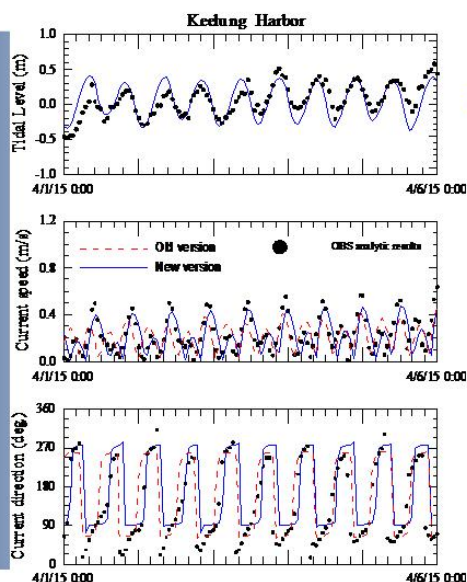 Keelung Harbor
Tidal Level (m)
1.0
0.5
0.0
-0.5
-1.0
4/1/15 0:00
4/6/15 0:00
Current speed (m/s)
1.2
0.8
0.4
0.0
Old version
New version
OBS analytic results
4/1/15 0:00
4/6/15 0:00
Current direction (deg.)
360
270
180
90
0
4/1/15 0:00
4/6/15 0:00